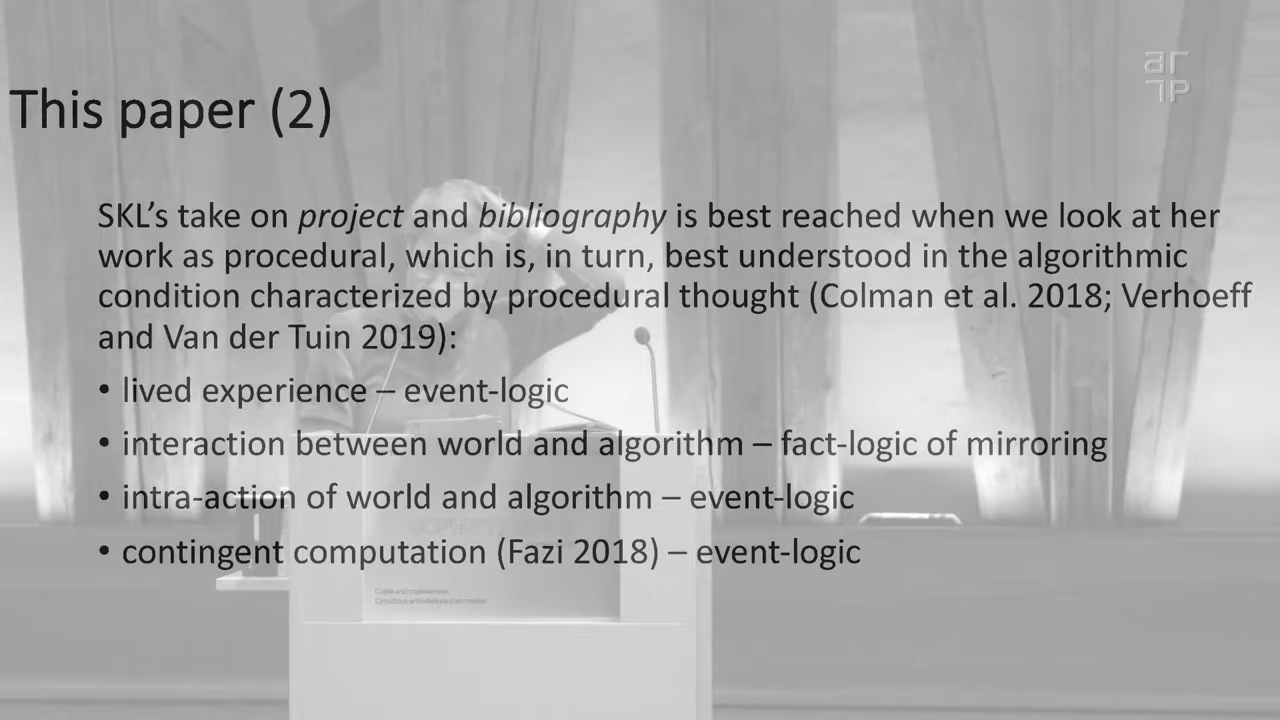 ar
This paper (2)
SKL’s take on project and bibliography is best reached when we look at her
work as procedural, which is, in turn, best understood in the algorithmic
condition characterized by procedural thought (Colman et al. 2018; Verhoeff
and Van der Tuin 2019):
• lived experience – event-logic
• interaction between world and algorithm – fact-logic of mirroring
• intra-action of world and algorithm – event-logic
• contingent computation (Fazi 2018) – event-logic